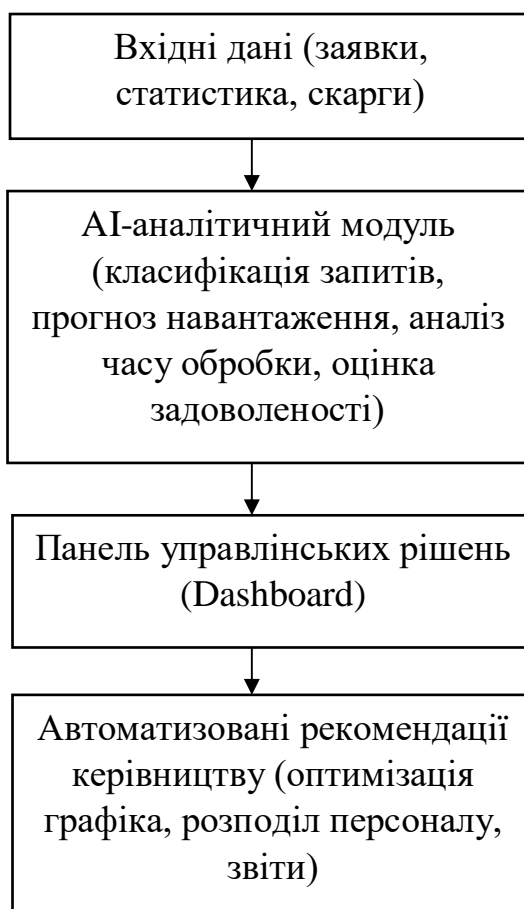 Вхідні дані (заявки,
статистика, скарги)
АІ-аналітичний модуль
(класифікація запитів,
прогноз навантаження, аналіз
часу обробки, оцінка
задоволеності)
Панель управлінських рішень
(Dashboard)
Автоматизовані рекомендації
керівництву (оптимізація
графіка, розподіл персоналу,
звіти)